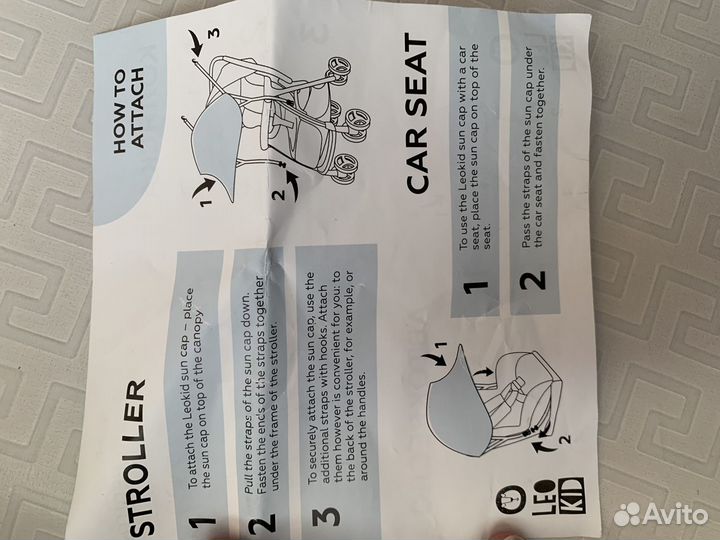 HOW TO
ATTACH
STROLLER
1
To attach the Leokid sun cap – place
the sun cap on top of the canopy.
2
Pull the straps of the sun cap down.
Fasten the ends of the straps together
under the frame of the stroller.
3
To securely attach the sun cap, use the
additional straps with hooks. Attach
them however is convenient for you: to
the back of the stroller, for example, or
around the handles.
1
2
3
CAR SEAT
1
To use the Leokid sun cap with a car
seat, place the sun cap on top of the
seat.
2
Pass the straps of the sun cap under
the car seat and fasten together.
1
2
LEO
KID
Avito